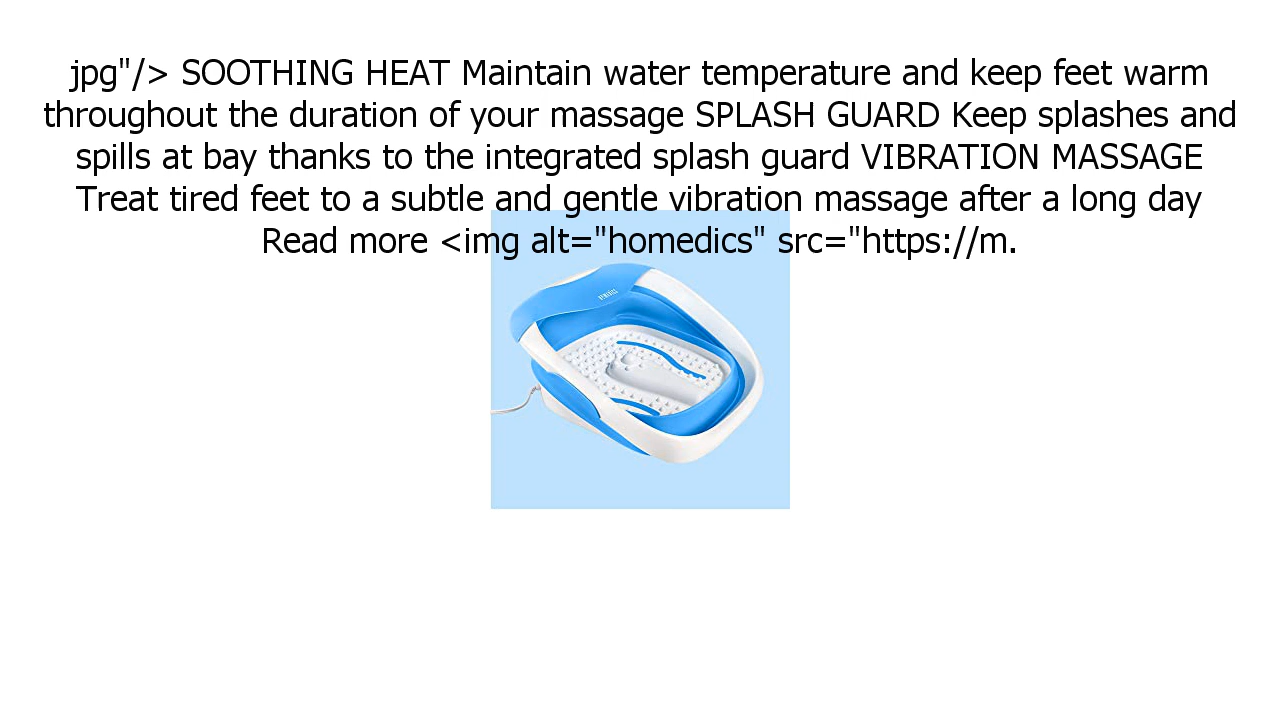 jpg"/> SOOTHING HEAT Maintain water temperature and keep feet warm
throughout the duration of your massage SPLASH GUARD Keep splashes and
spills at bay thanks to the integrated splash guard VIBRATION MASSAGE
Treat tired feet to a subtle and gentle vibration massage after a long day
Read more <img alt="homedics" src="https://m.